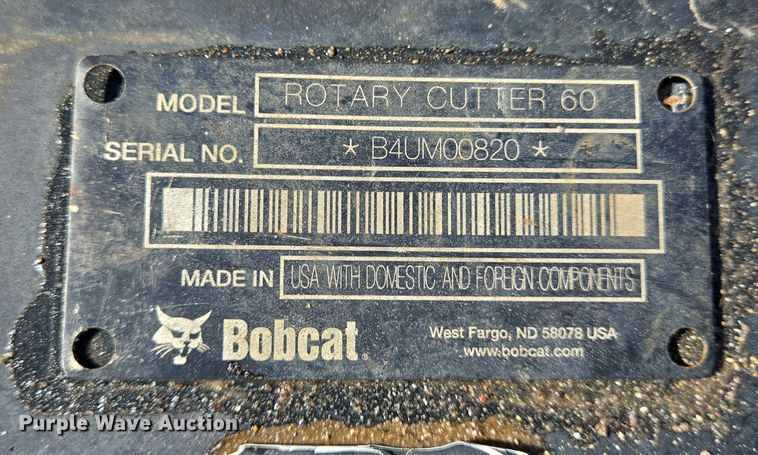 MODEL ROTARY CUTTER 60
SERIAL NO. * B4UM00820 *
MADE IN USA WITH DOMESTIC AND FOREIGN COMPONENTS
Bobcat.
West Fargo, ND 58078 USA
www.bobcat.com
Purple Wave Auction